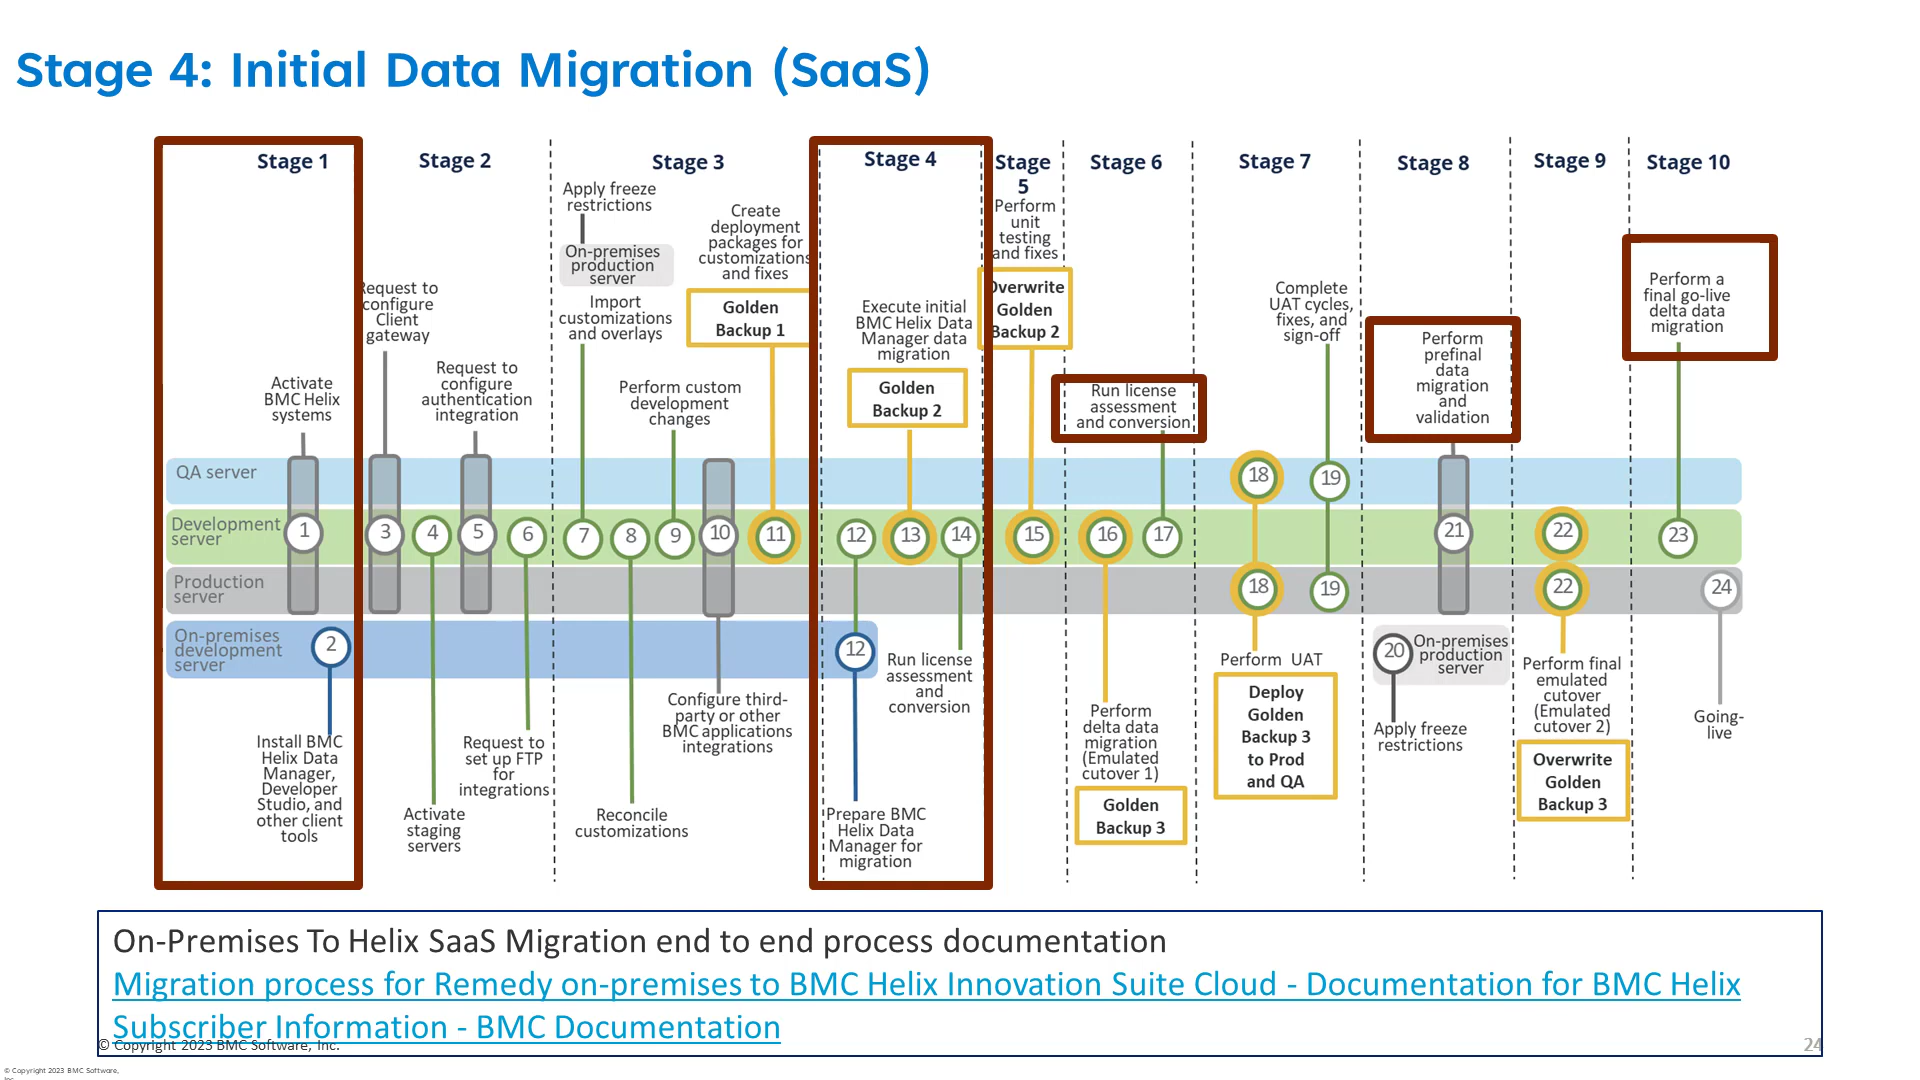 Stage 4: Initial Data Migration (SaaS)
Stage 1
Stage 2
Stage 3
Stage 4
Stage
5
Stage 6
Stage 7
Stage 8
Stage 9
Stage 10
Activate
BMC Helix
systems
Request to
configure
Client
gateway
Request to
configure
authentication
integration
Apply freeze
restrictions
On-premises
production
server
Import
customizations
and overlays
Perform custom
development
changes
Create
deployment
packages for
customizations
and fixes
Golden
Backup 1
Execute initial
BMC Helix Data
Manager data
migration
Golden
Backup 2
Perform
unit
testing
and fixes
Overwrite
Golden
Backup 2
Run license
assessment
and conversion
Complete
UAT cycles,
fixes, and
sign-off
Perform
prefinal
data
migration
and
validation
Perform a
final go-live
delta data
migration
QA server
18
19
Development
server
1
3
4
5
6
7
8
9
10
11
12
13
14
15
16
17
21
22
23
Production
server
18
19
22
24
On-premises
development
server
2
12
20
On-premises
production
server
Install BMC
Helix Data
Manager,
Developer
Studio, and
other client
tools
Activate
staging
servers
Request to
set up FTP
for
integrations
Reconcile
customizations
Configure third-
party or other
BMC applications
integrations
Prepare BMC
Helix Data
Manager for
migration
Run license
assessment
and
conversion
Perform
delta data
migration
(Emulated
cutover 1)
Golden
Backup 3
Perform UAT
Deploy
Golden
Backup 3
to Prod
and QA
Apply freeze
restrictions
Perform final
emulated
cutover
(Emulated
cutover 2)
Overwrite
Golden
Backup 3
Going-
live
On-Premises To Helix SaaS Migration end to end process documentation
Migration process for Remedy on-premises to BMC Helix Innovation Suite Cloud - Documentation for BMC Helix
Subscriber Information - BMC Documentation
© Copyright 2023 BMC Software, Inc.
24
© Copyright 2023 BMC Software,
Inc.